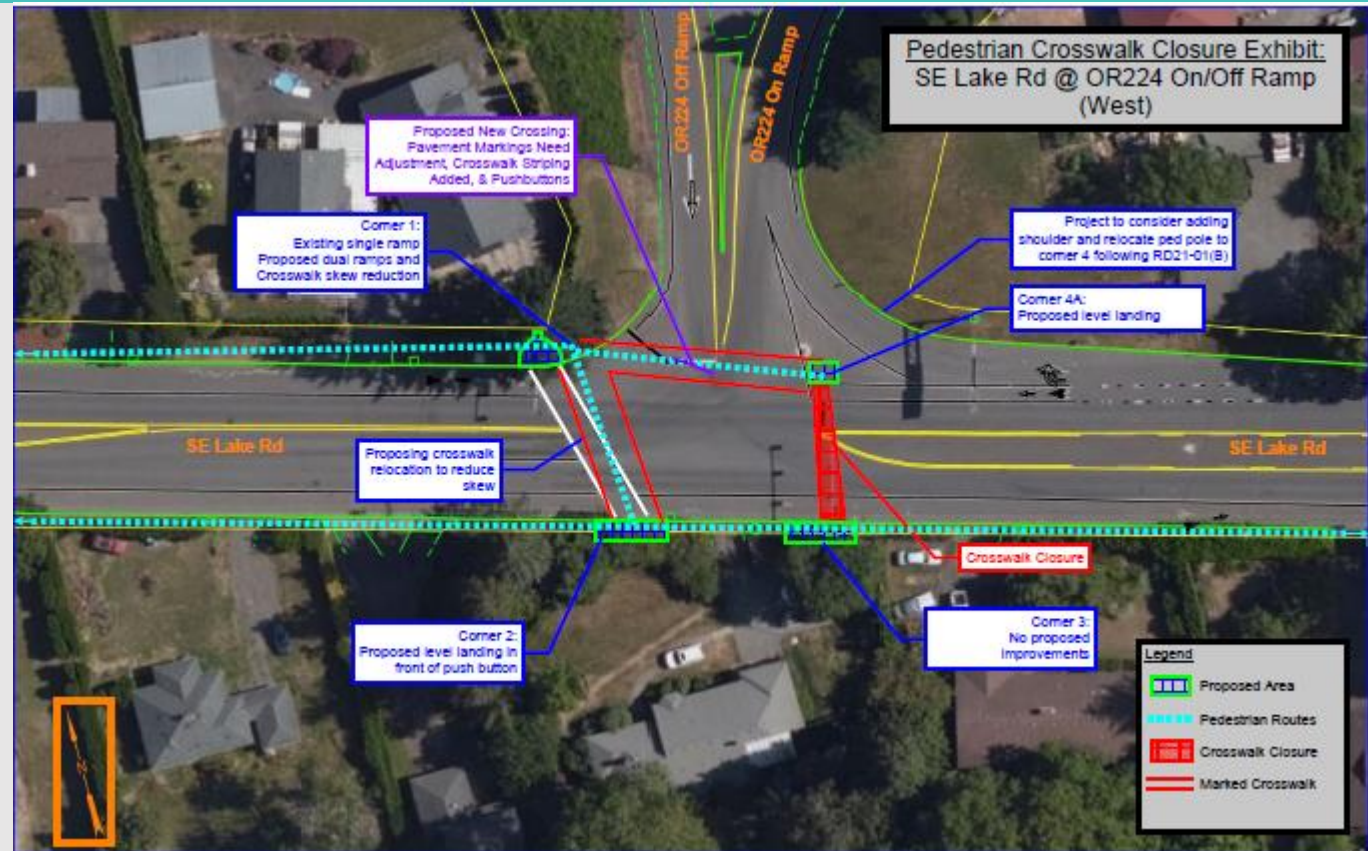 Pedestrian Crosswalk Closure Exhibit:
SE Lake Rd @ OR224 On/Off Ramp
(West)
OR224 Off Ramp
OR224 On Ramp
Proposed New Crossing:
Pavement Markings Need
Adjustment, Crosswalk Striping
Added, & Pushbuttons
Corner 1:
Existing single ramp
Proposed dual ramps and
Crosswalk skew reduction
Project to consider adding
shoulder and relocate ped pole to
corner 4 following RD21-01(B)
Corner 4A:
Proposed level landing
SE Lake Rd
Proposing crosswalk
relocation to reduce
skew
SE Lake Rd
Crosswalk Closure
Corner 2:
Proposed level landing in
front of push button
Corner 3:
No proposed
improvements
Legend
Proposed Area
Pedestrian Routes
Crosswalk Closure
Marked Crosswalk